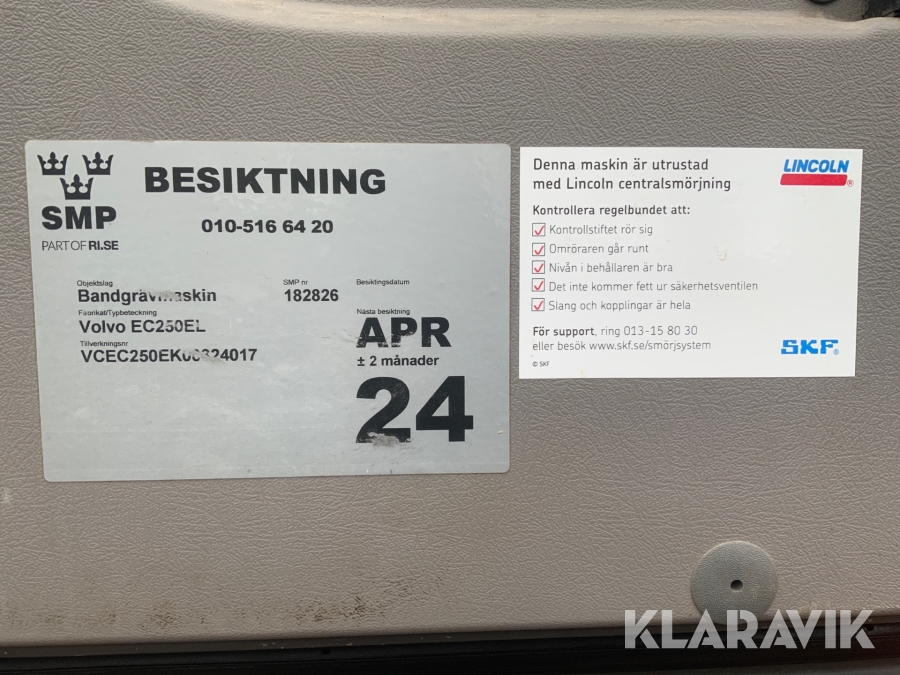 SMP
PART OF RI.SE
BESIKTNING
010-516 64 20
Objektslag
Bandgrävmaskin
SMP nr
182826
Besiktingsdatum
Fabrikat/Typbeteckning
Volvo EC250EL
Tillverkningsnr
Nästa besiktning
APR
± 2 månader
24
Denna maskin är utrustad
med Lincoln centralsmörjning
LINCOLN
Kontrollera regelbundet att:
Kontrollstiftet rör sig
Omröraren går runt
Nivån i behållaren är bra
Det inte kommer fett ur säkerhetsventilen
Slang och kopplingar är hela
För support, ring 013-15 80 30
eller besök www.skf.se/smörjsystem
SKF®
© SKF
KLARAVIK